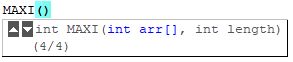 MAXI()
int MAXI(int arr[], int length)
(4/4)